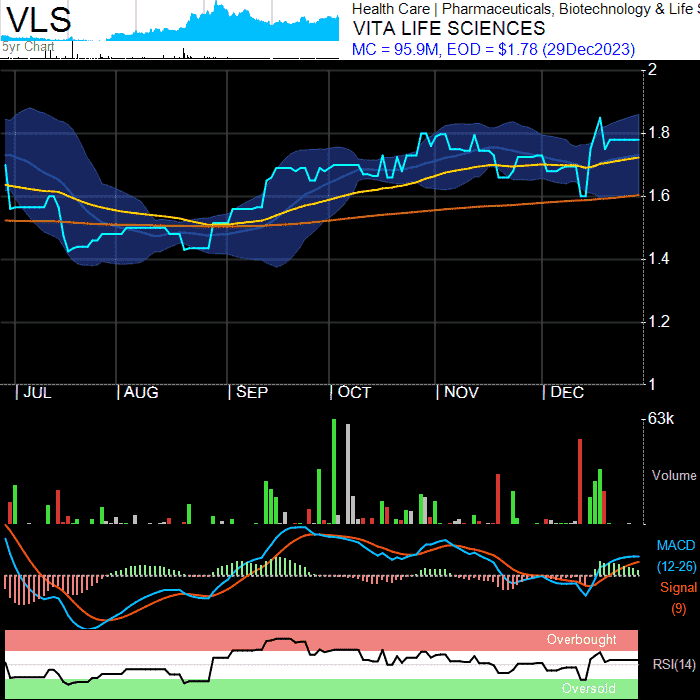 VLS
5yr Chart
Health Care | Pharmaceuticals, Biotechnology & Life S
VITA LIFE SCIENCES
MC = 95.9M, EOD = $1.78 (29Dec2023)
2
1.8
1.6
1.4
1.2
1
JUL AUG SEP OCT NOV DEC
63k
Volume
MACD
(12-26)
Signal
(9)
Overbought
RSI(14)
Oversold